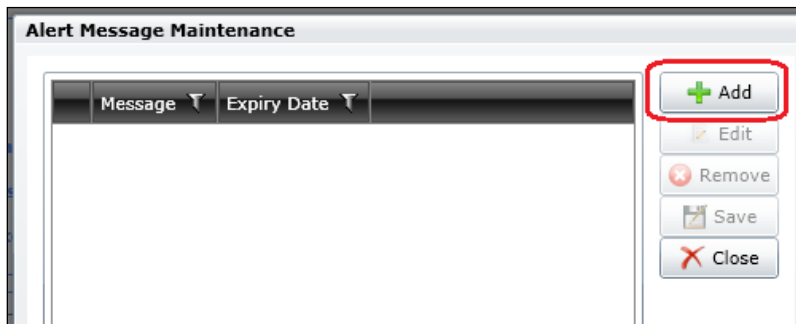 Alert Message Maintenance
Message Expiry Date
Add
Edit
Remove
Save
Close